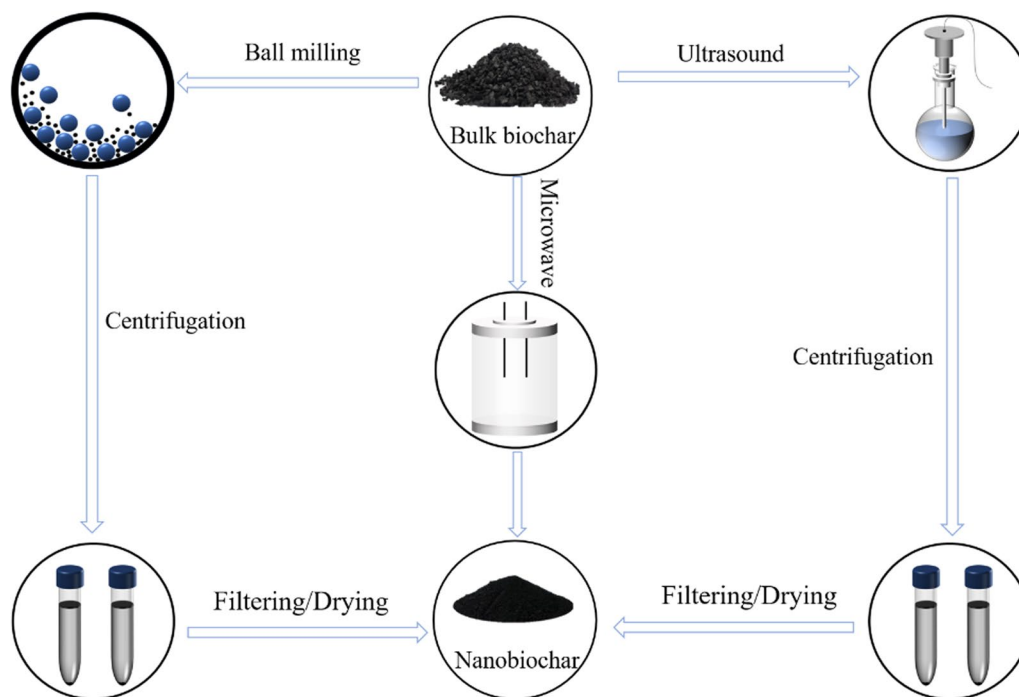 Ball milling
Ultrasound
Bulk biochar
Microwave
Centrifugation
Centrifugation
Filtering/Drying
Filtering/Drying
Nanobiochar